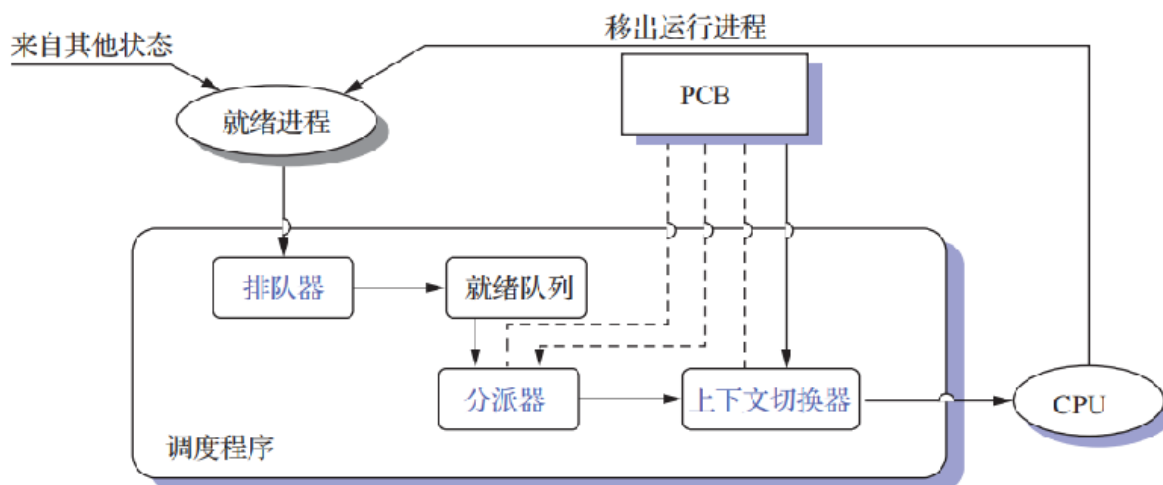 移出运行进程
来自其他状态
PCB
就绪进程
排队器
就绪队列
分派器
上下文切换器
CPU
调度程序